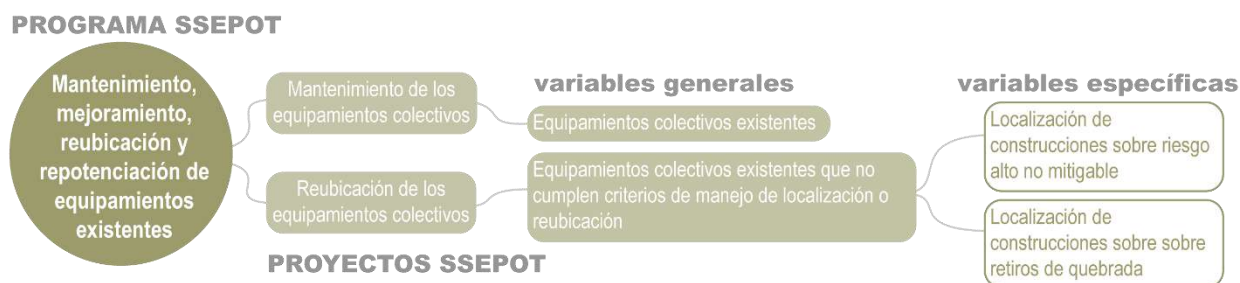 PROGRAMA SSEPOT
Mantenimiento,
mejoramiento,
reubicación y
repotenciación de
equipamientos
existentes
Mantenimiento de los
equipamientos colectivos
Reubicación de los
equipamientos colectivos
PROYECTOS SSEPOT
variables generales
Equipamientos colectivos existentes
Equipamientos colectivos existentes que no
cumplen criterios de manejo de localización o
reubicación
variables específicas
Localización de
construcciones sobre riesgo
alto no mitigable
Localización de
construcciones sobre sobre
retiros de quebrada